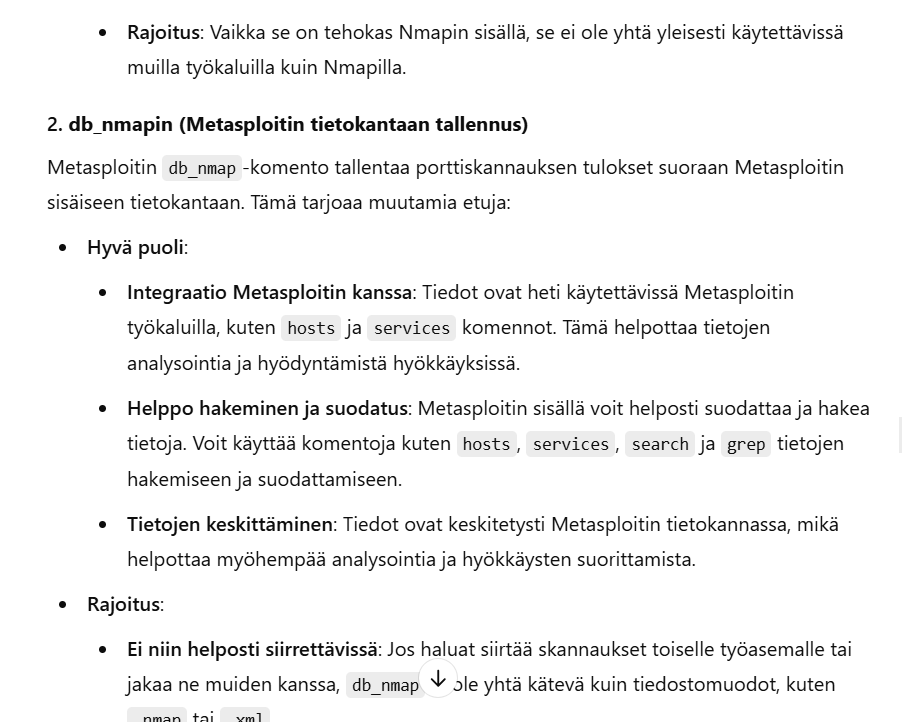 Rajoitus: Vaikka se on tehokas Nmapin sisällä, se ei ole yhtä yleisesti käytettävissä
muilla työkaluilla kuin Nmapilla.
2. db_nmapin (Metasploitin tietokantaan tallennus)
Metasploitin db_nmap -komento tallentaa porttiskannauksen tulokset suoraan Metasploitin
sisäiseen tietokantaan. Tämä tarjoaa muutamia etuja:
Hyvä puoli:
Integraatio Metasploitin kanssa: Tiedot ovat heti käytettävissä Metasploitin
työkaluilla, kuten hosts ja services komennot. Tämä helpottaa tietojen
analysointia ja hyödyntämistä hyökkäyksissä.
Helppo hakeminen ja suodatus: Metasploitin sisällä voit helposti suodattaa ja hakea
tietoja. Voit käyttää komentoja kuten hosts, services, search ja grep tietojen
hakemiseen ja suodattamiseen.
Tietojen keskittäminen: Tiedot ovat keskitetysti Metasploitin tietokannassa, mikä
helpottaa myöhempää analysointia ja hyökkäysten suorittamista.
Rajoitus:
Ei niin helposti siirrettävissä: Jos haluat siirtää skannaukset toiselle työasemalle tai
jakaa ne muiden kanssa, db_nmap ole yhtä kätevä kuin tiedostomuodot, kuten
.nmap tai .xml